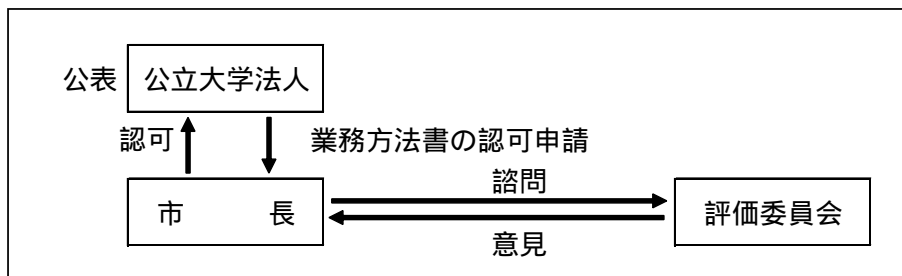 公表 公立大学法人
認可 業務方法書の認可申請
諮問
市長 評価委員会
意見